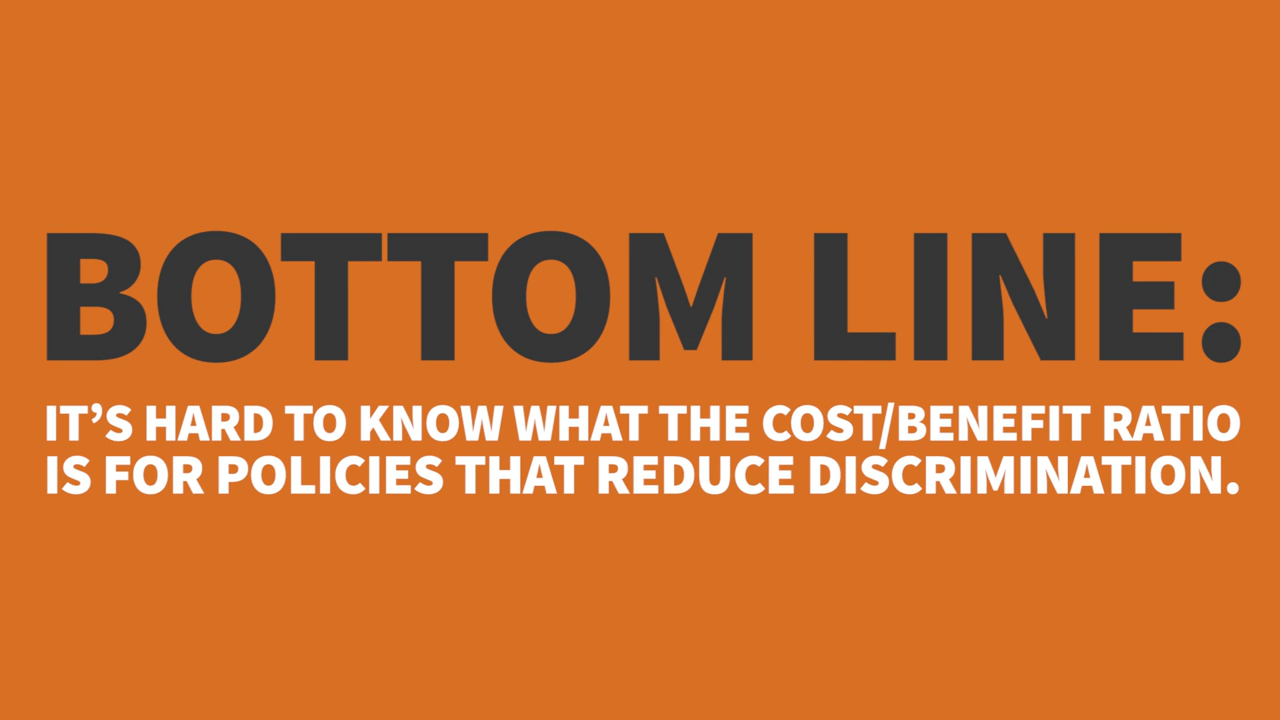 BOTTOM LINE:
IT’S HARD TO KNOW WHAT THE COST/BENEFIT RATIO
IS FOR POLICIES THAT REDUCE DISCRIMINATION.